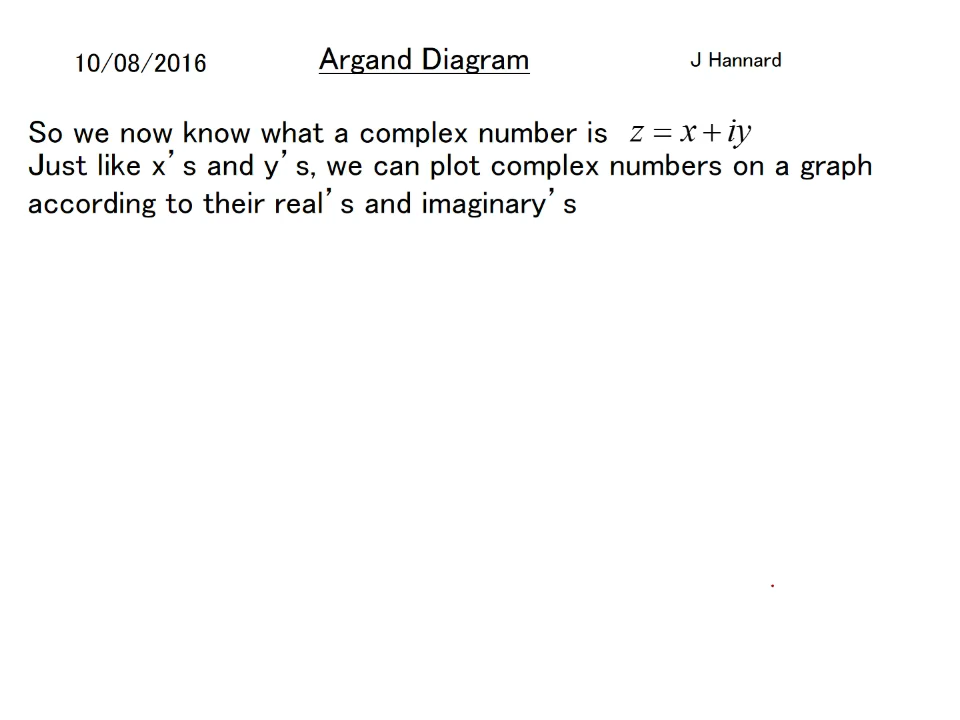 10/08/2016 Argand Diagram J Hannard
So we now know what a complex number is z = x + iy
Just like x’s and y’s, we can plot complex numbers on a graph
according to their real’s and imaginary’s